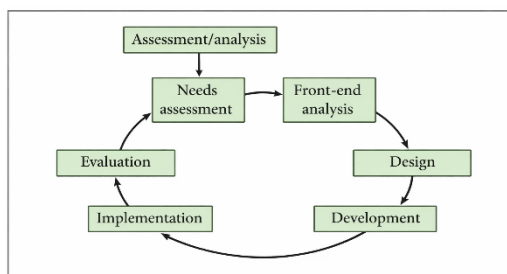 Assessment/analysis
Needs
assessment
Front-end
analysis
Evaluation
Design
Implementation
Development